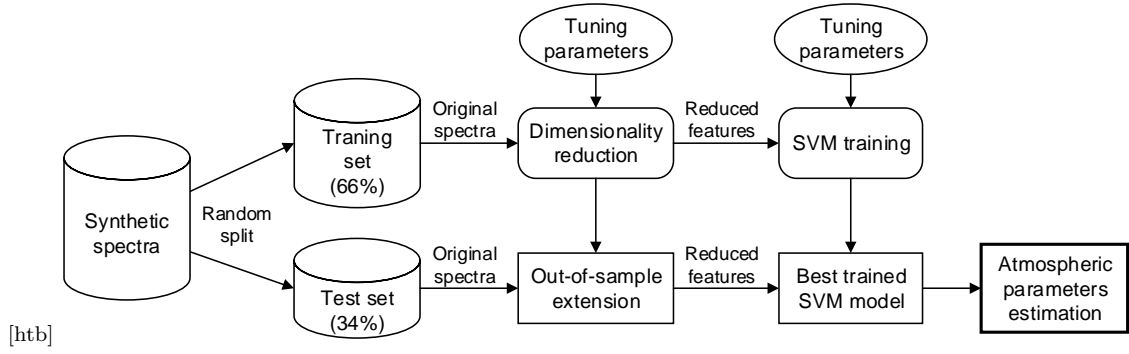 Tuning
parameters
Tuning
parameters
Synthetic
spectra
Random
split
Traning
set
(66%)
Original
spectra
Dimensionality
reduction
Reduced
features
SVM training
Test set
(34%)
Original
spectra
Out-of-sample
extension
Reduced
features
Best trained
SVM model
Atmospheric
parameters
estimation
[htb]